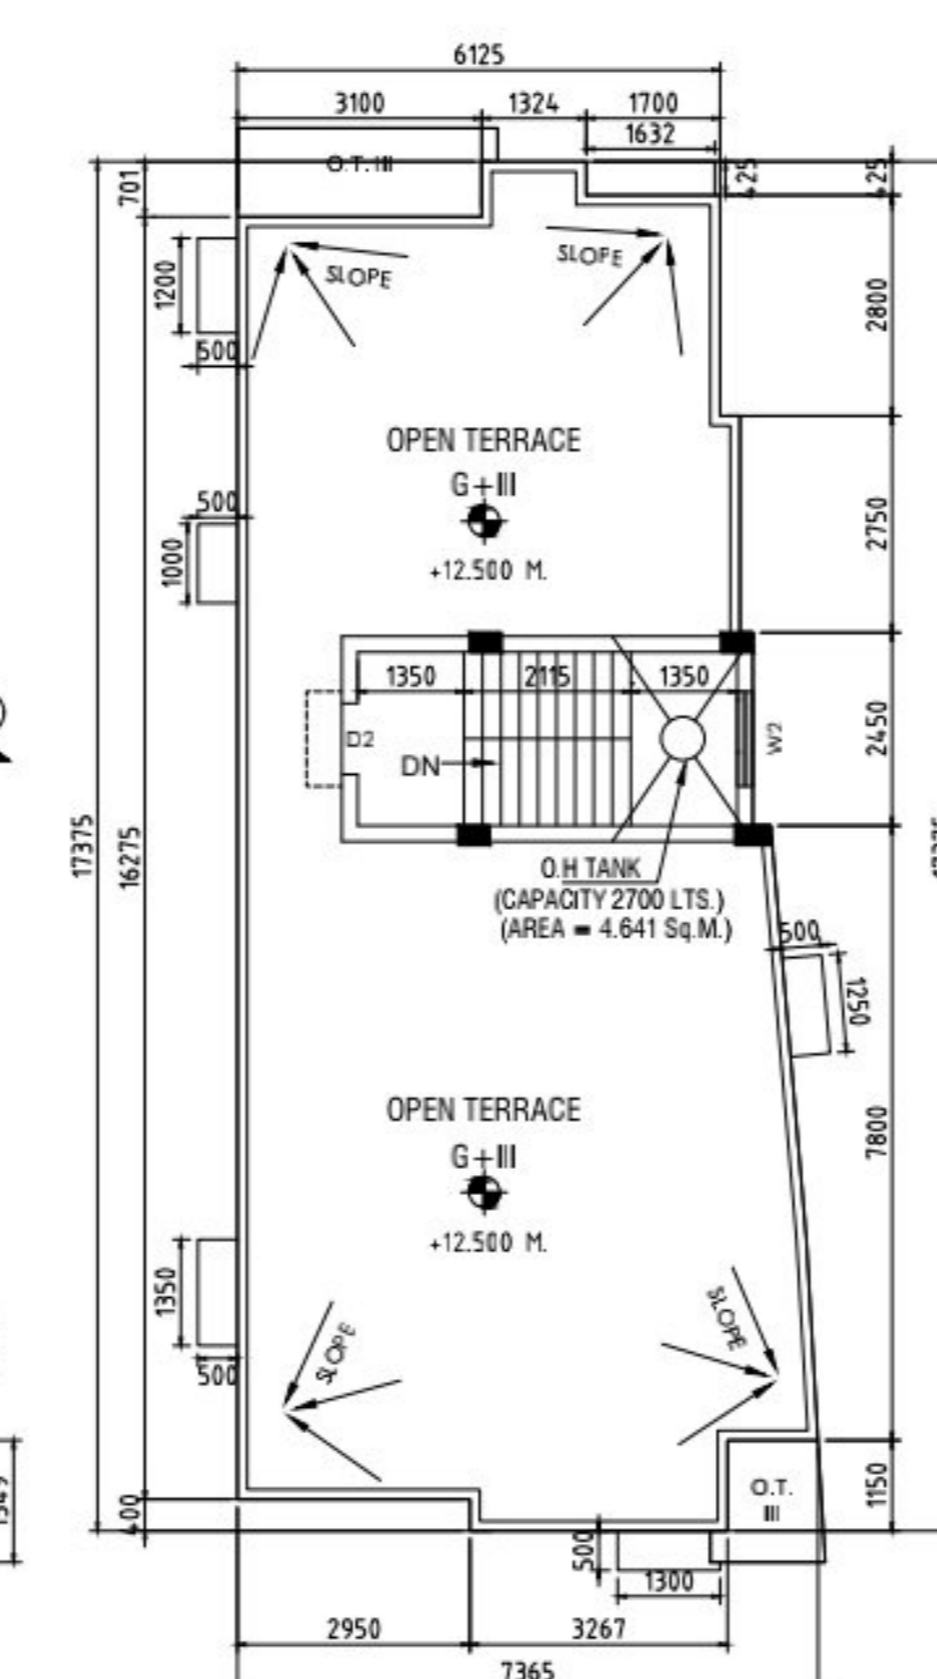 6125
3100 1324 1700
1632
O.T. III
701
425
425
1200
SLOPE
SLOPE
500
2800
OPEN TERRACE
G+III
+12.500 M.
500
1000
2750
1350 2115 1350
D2
DN
W2
2450
17375
16275
O.H TANK
(CAPACITY 2700 LTS.)
(AREA = 4.641 Sq.M.)
500
1250
OPEN TERRACE
G+III
+12.500 M.
7800
1350
500
SLOPE
SLOPE
400
O.T.
III
1150
500
1300
2950 3267
7365